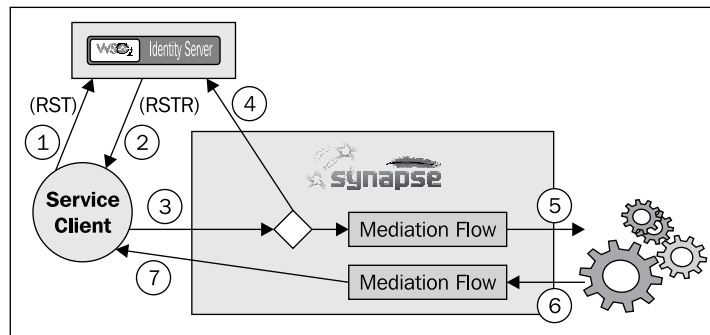 WSO2 Identity Server
(RST)
(RSTR)
1
2
4
synapse
Service
Client
3
Mediation Flow
5
7
Mediation Flow
6